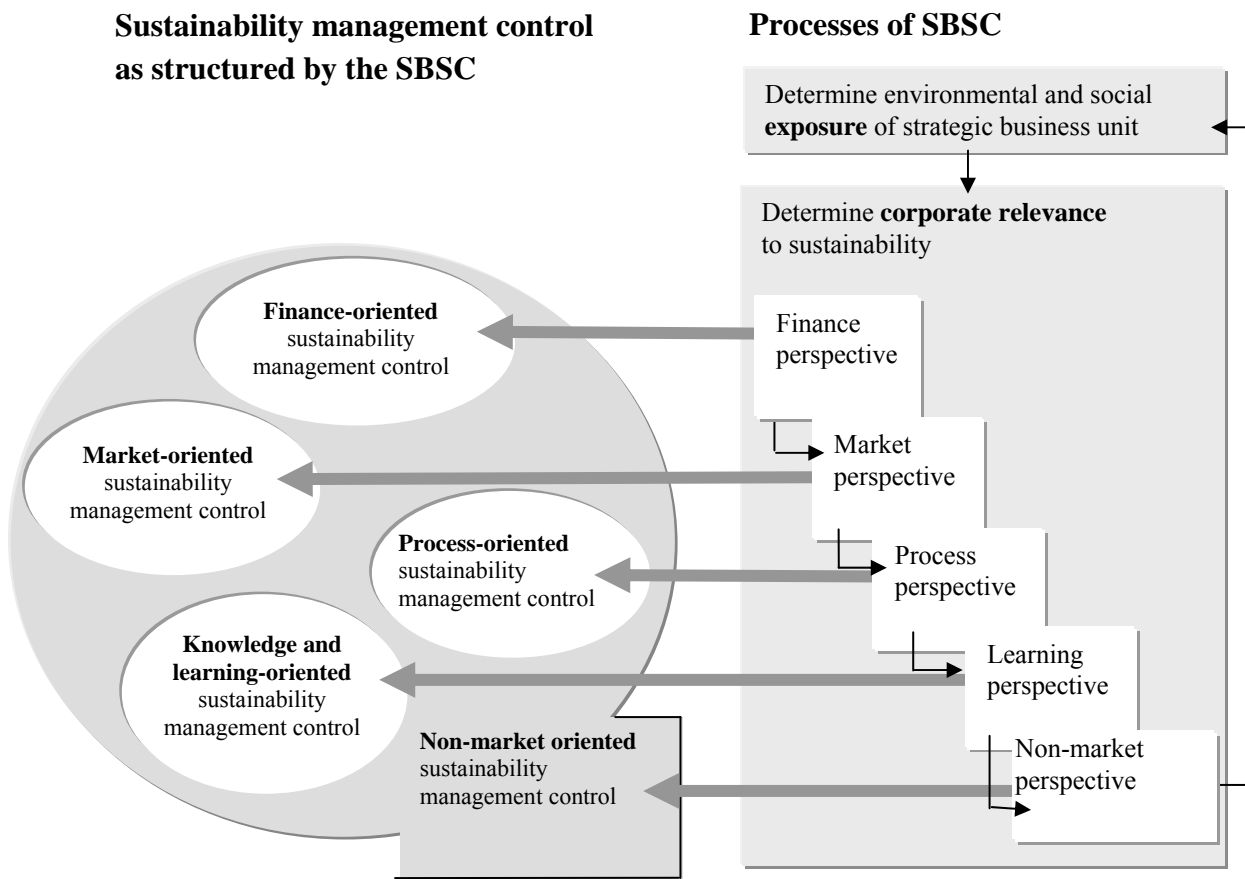 Sustainability management control
as structured by the SBSC
Processes of SBSC
Determine environmental and social
exposure of strategic business unit
Determine corporate relevance
to sustainability
Finance-oriented
sustainability
management control
Finance
perspective
Market-oriented
sustainability
management control
Market
perspective
Process-oriented
sustainability
management control
Process
perspective
Knowledge and
learning-oriented
sustainability
management control
Learning
perspective
Non-market oriented
sustainability
management control
Non-market
perspective